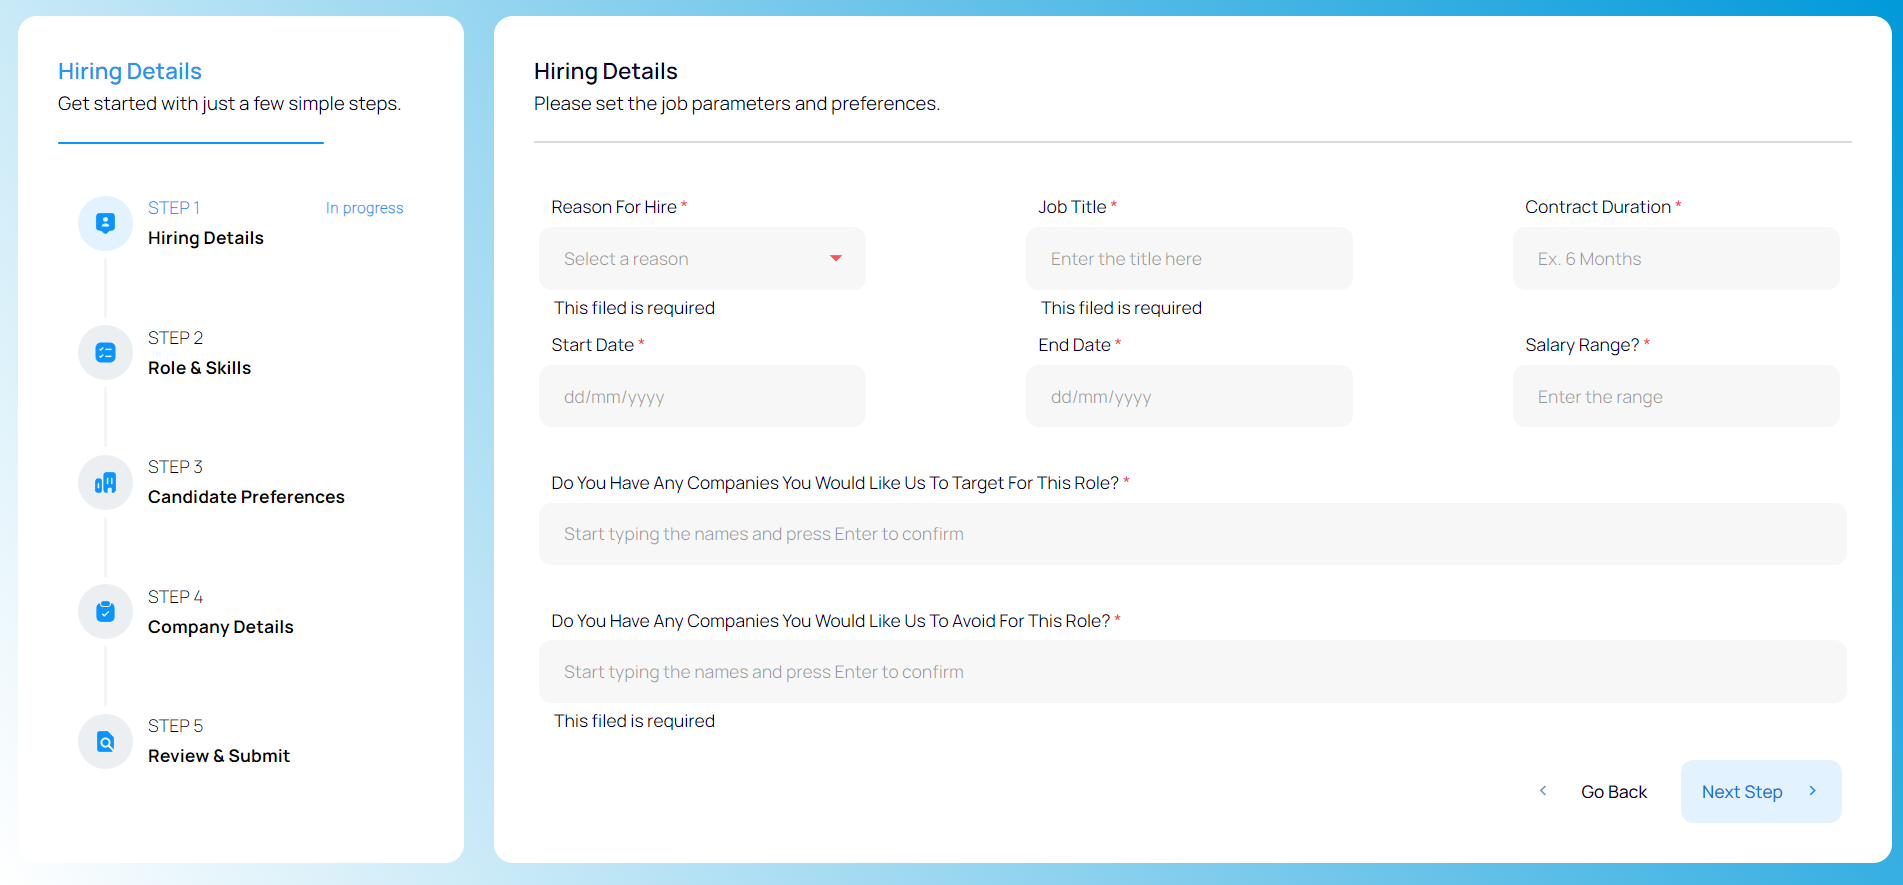 Hiring Details
Get started with just a few simple steps.
STEP 1
In progress
Hiring Details
STEP 2
Role & Skills
STEP 3
Candidate Preferences
STEP 4
Company Details
STEP 5
Review & Submit
Hiring Details
Please set the job parameters and preferences.
Reason For Hire *
Job Title *
Contract Duration *
Select a reason
Enter the title here
Ex. 6 Months
This filed is required
This filed is required
Start Date *
End Date *
Salary Range? *
dd/mm/yyyy
dd/mm/yyyy
Enter the range
Do You Have Any Companies You Would Like Us To Target For This Role? *
Start typing the names and press Enter to confirm
Do You Have Any Companies You Would Like Us To Avoid For This Role? *
Start typing the names and press Enter to confirm
This filed is required
Go Back
Next Step